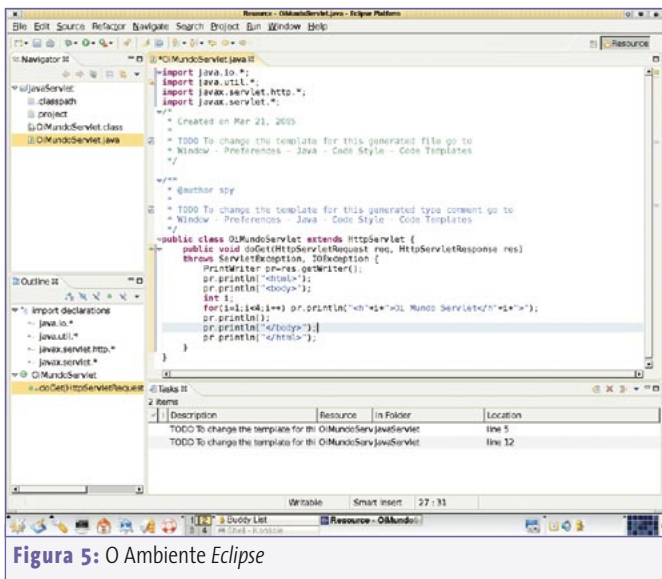 Resource - OiMundoServlet.java - Eclipse Platform
File Edit Source Refactor Navigate Search Project Run Window Help
Resource
Navigator
*OiMundoServlet.java
JavaServlet
.classpath
.project
OiMundoServlet.class
OiMundoServlet.java
import java.io.*;
import java.util.*;
import javax.servlet.http.*;
import javax.servlet.*;
/*
* Created on Mar 21, 2005
*
* TODO To change the template for this generated file go to
* Window - Preferences - Java - Code Style - Code Templates
*/
/**
* @author spy
*
* TODO To change the template for this generated type comment go to
* Window - Preferences - Java - Code Style - Code Templates
*/
public class OiMundoServlet extends HttpServlet {
public void doGet(HttpServletRequest req, HttpServletResponse res)
throws ServletException, IOException {
PrintWriter pr=res.getWriter();
pr.println("<html>");
pr.println("<body>");
int i;
for(i=1;i<4;i++) pr.println("<h"+i+">Oi Mundo Servlet</h"+i+">");
pr.println();
pr.println("</body>");
pr.println("</html>");
}
}
Outline
import declarations
java.io.*
java.util.*
javax.servlet.http.*
javax.servlet.*
OiMundoServlet
doGet(HttpServletRequest
Tasks
2 items
! Description Resource In Folder Location
TODO To change the template for thi OiMundoServ JavaServlet line 5
TODO To change the template for thi OiMundoServ JavaServlet line 12
Writable Smart Insert 27 : 31
1 2 3 4
Buddy List
Shell - Konsole
Resource - OiMundo
Figura 5: O Ambiente Eclipse